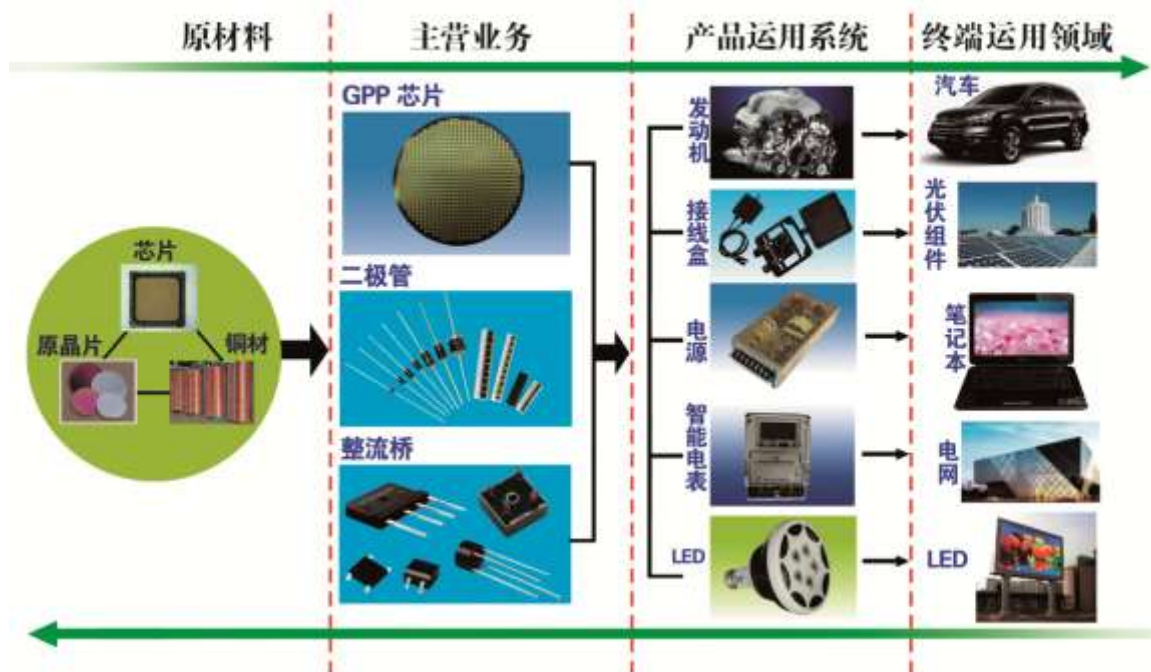 原材料
主营业务
产品运用系统
终端运用领域
芯片
原晶片
铜材
GPP 芯片
二极管
整流桥
发动机
接线盒
电源
智能电表
LED
汽车
光伏组件
笔记本
电网
LED